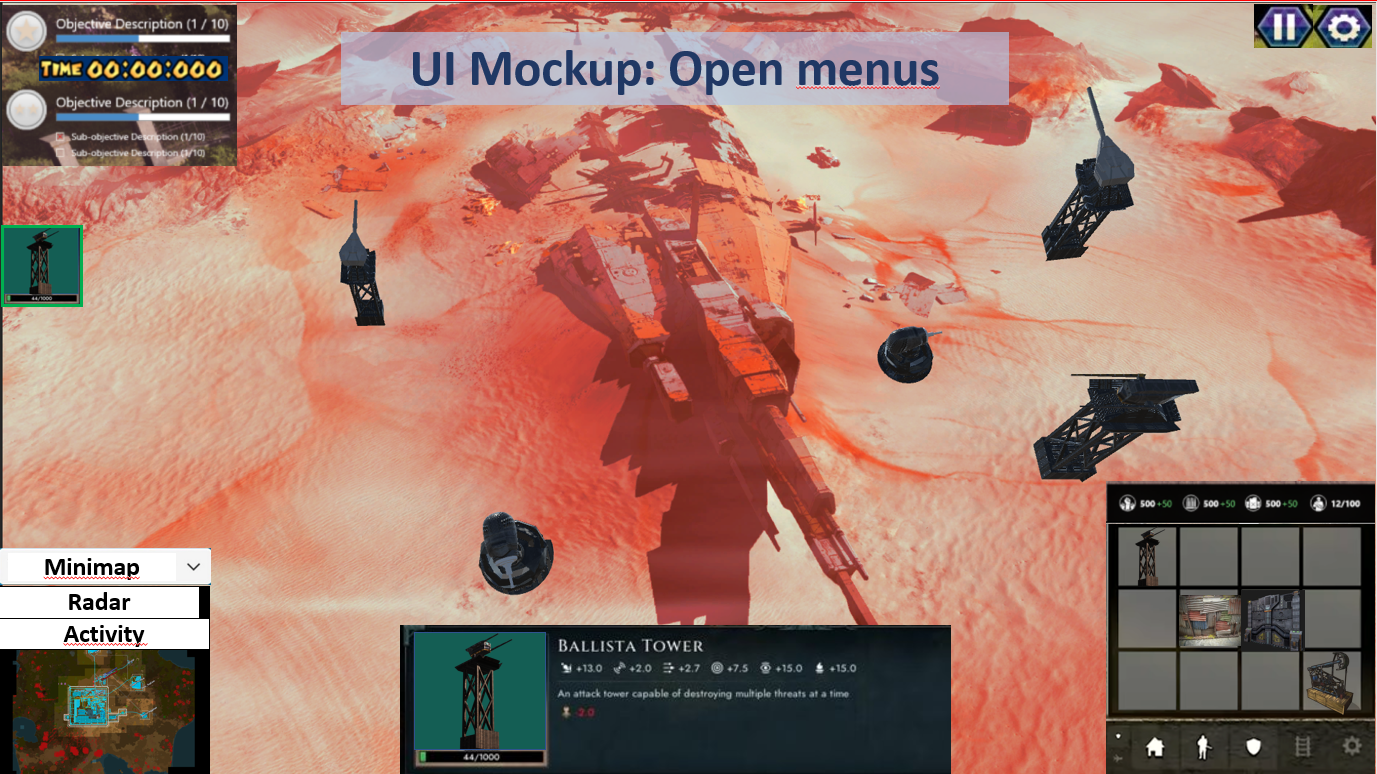 Objective Description (1 / 10)
TIME 00:00:000
Objective Description (1 / 10)
Sub-objective Description (1/10)
Sub-objective Description (1/10)
UI Mockup: Open menus
44/1000
Minimap
Radar
Activity
BALLISTA TOWER
+13.0 +2.0 +2.7 +7.5 +15.0 +15.0
An attack tower capable of destroying multiple threats at a time
-2.0
44/1000
500+50 500+50 500+50 12/100